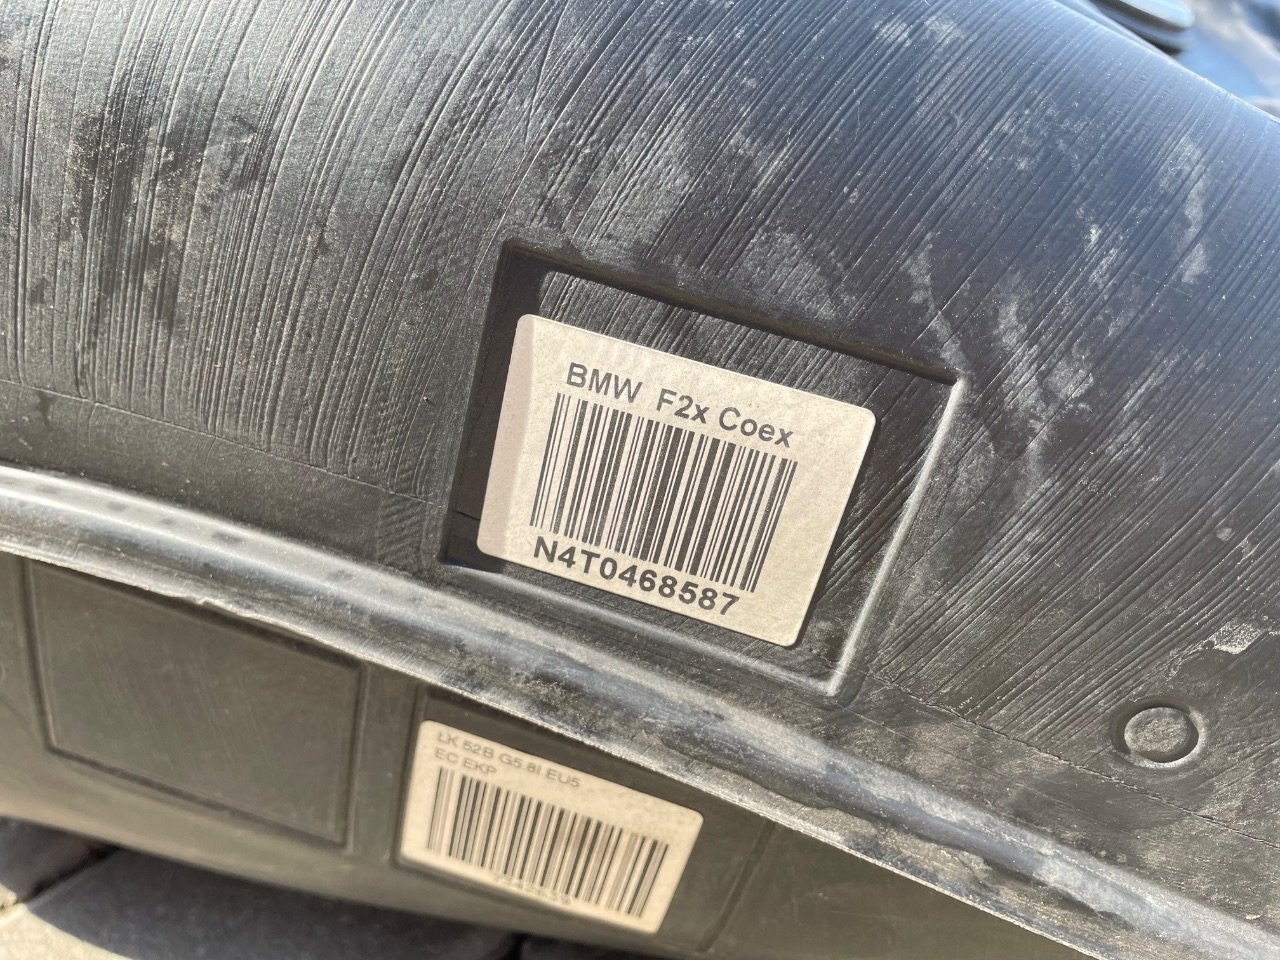 BMW F2x Coex
N4T0468587
LK 52B G5.8I EU5
EC EKP